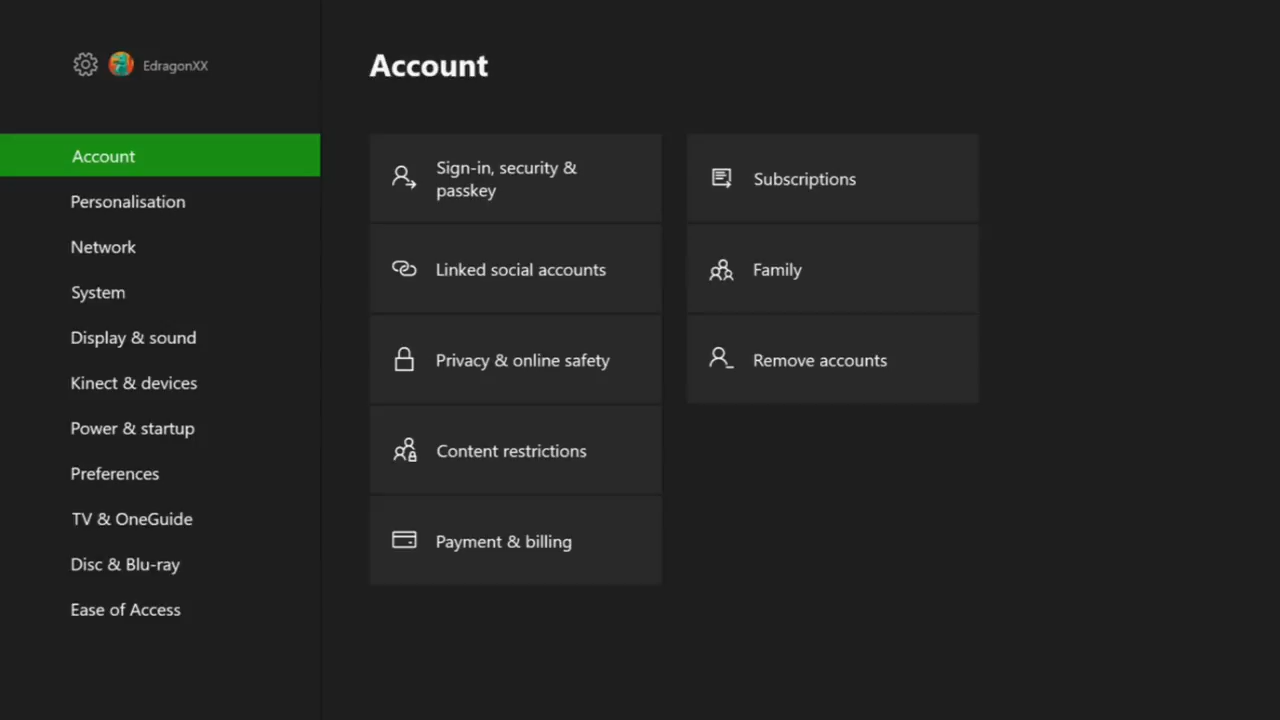 EdragonXX
Account
Account
Personalisation
Network
System
Display & sound
Kinect & devices
Power & startup
Preferences
TV & OneGuide
Disc & Blu-ray
Ease of Access
Sign-in, security &
passkey
Linked social accounts
Privacy & online safety
Content restrictions
Payment & billing
Subscriptions
Family
Remove accounts